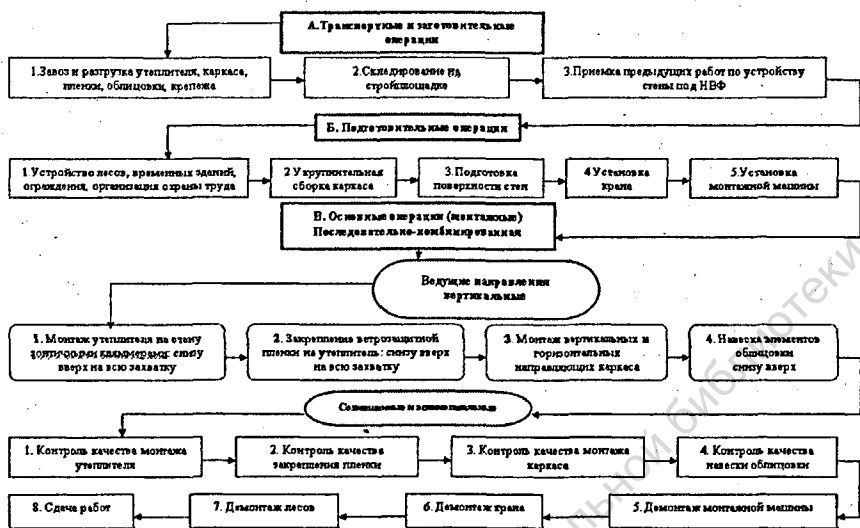 А. Транспортные и заготовительные
операции
1.Завоз и разгрузка утеплителя, каркаса,
пленки, облицовки, крепежа
2.Складирование на
стройплощадке
3.Приемка предыдущих работ по устройству
стены под НВФ
Б. Подготовительные операции
1 Устройство лесов, временных зданий,
ограждения, организация охраны труда
2 Укрупнительная
сборка каркаса
3.Подготовка
поверхности стен
4 Установка
крана
5.Установка
монтажной машины
В. Основные операции (монтажные)
Последовательно-комбинированная
Ведущие направления
вертикальные
1. Монтаж утеплителя на стену
снизу
вверх на всю захватку
2. Закрепление ветрозащитной
пленки на утеплитель: снизу вверх
на всю захватку
3. Монтаж вертикальных и
горизонтальных
направляющих каркаса
4. Навеска элементов
облицовки
снизу вверх
1. Контроль качества монтажа
утеплителя
2. Контроль качества
закрепления пленки
3. Контроль качества монтажа
каркаса
4. Контроль качества
навески облицовки
8. Сдача работ
7. Демонтаж лесов
6. Демонтаж крана
5. Демонтаж монтажной машины